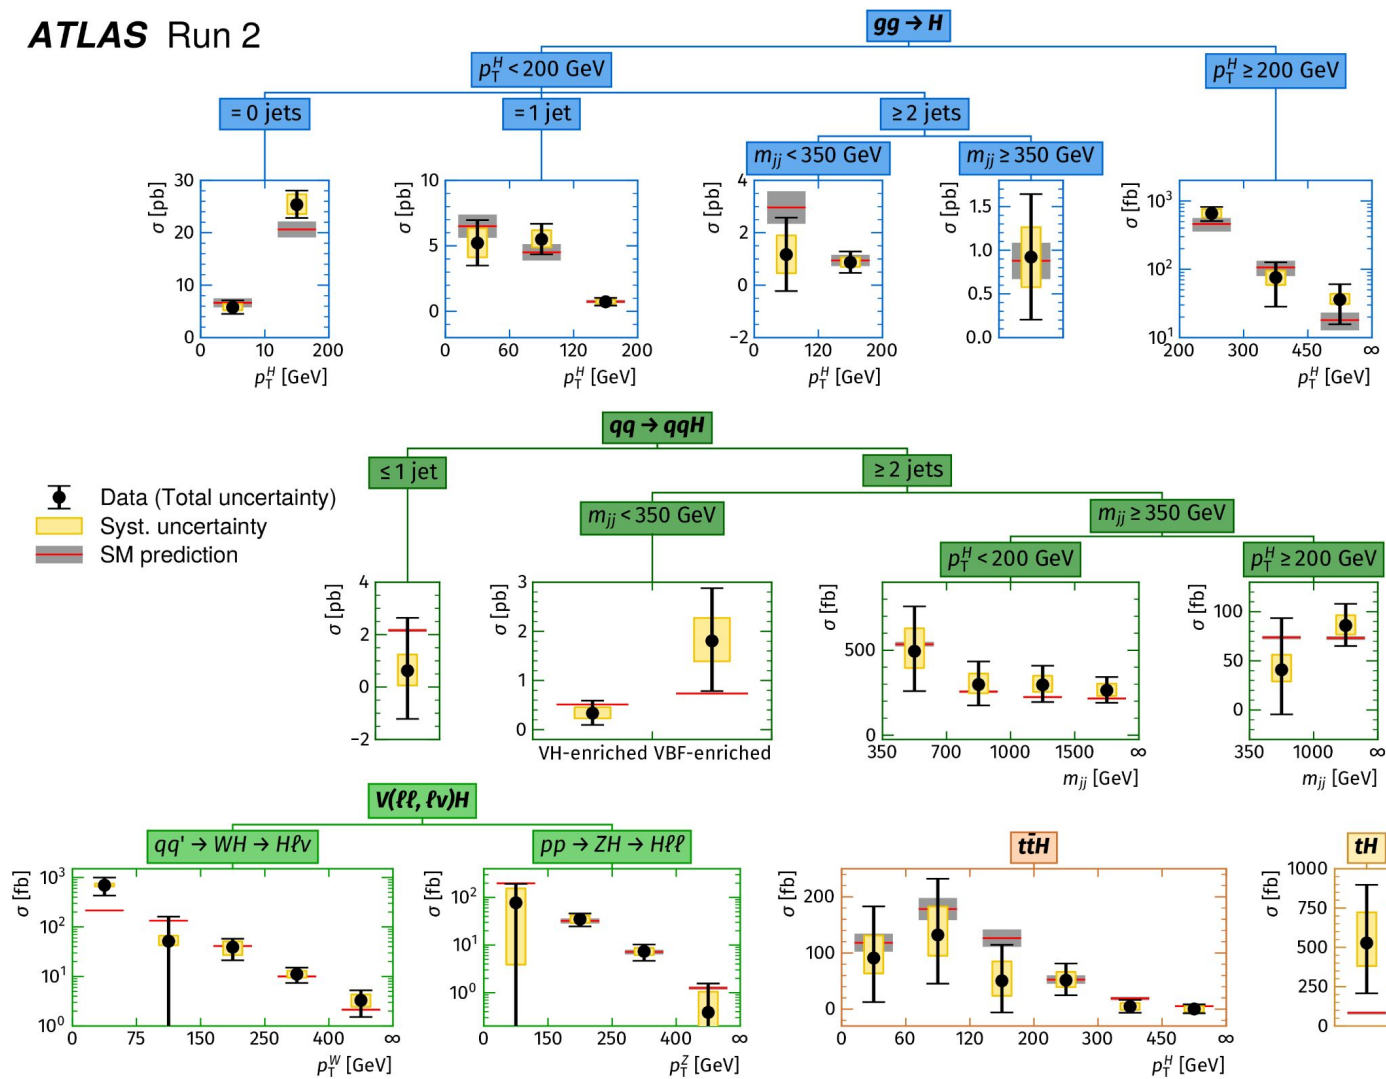 ATLAS Run 2
gg → H
p_T^H < 200 GeV
p_T^H ≥ 200 GeV
= 0 jets
= 1 jet
≥ 2 jets
m_jj < 350 GeV
m_jj ≥ 350 GeV
σ [pb]
30
20
10
0
0 10 200
p_T^H [GeV]
σ [pb]
10
5
0
0 60 120 200
p_T^H [GeV]
σ [pb]
4
2
0
−2
0 120 200
p_T^H [GeV]
σ [pb]
1.5
1.0
0.5
0.0
σ [fb]
10^3
10^2
10^1
200 300 450 ∞
p_T^H [GeV]
qq → qqH
≤ 1 jet
≥ 2 jets
m_jj < 350 GeV
m_jj ≥ 350 GeV
p_T^H < 200 GeV
p_T^H ≥ 200 GeV
Data (Total uncertainty)
Syst. uncertainty
SM prediction
σ [pb]
4
2
0
−2
σ [pb]
3
2
1
0
VH-enriched VBF-enriched
σ [fb]
500
0
350 700 1000 1500 ∞
m_jj [GeV]
σ [fb]
100
50
0
350 1000 ∞
m_jj [GeV]
V(ℓℓ, ℓν)H
qq' → WH → Hℓν
pp → ZH → Hℓℓ
tt̄H
tH
σ [fb]
10^3
10^2
10^1
10^0
0 75 150 250 400 ∞
p_T^W [GeV]
σ [fb]
10^2
10^1
10^0
0 150 250 400 ∞
p_T^Z [GeV]
σ [fb]
200
100
0
0 60 120 200 300 450 ∞
p_T^H [GeV]
σ [fb]
1000
750
500
250
0